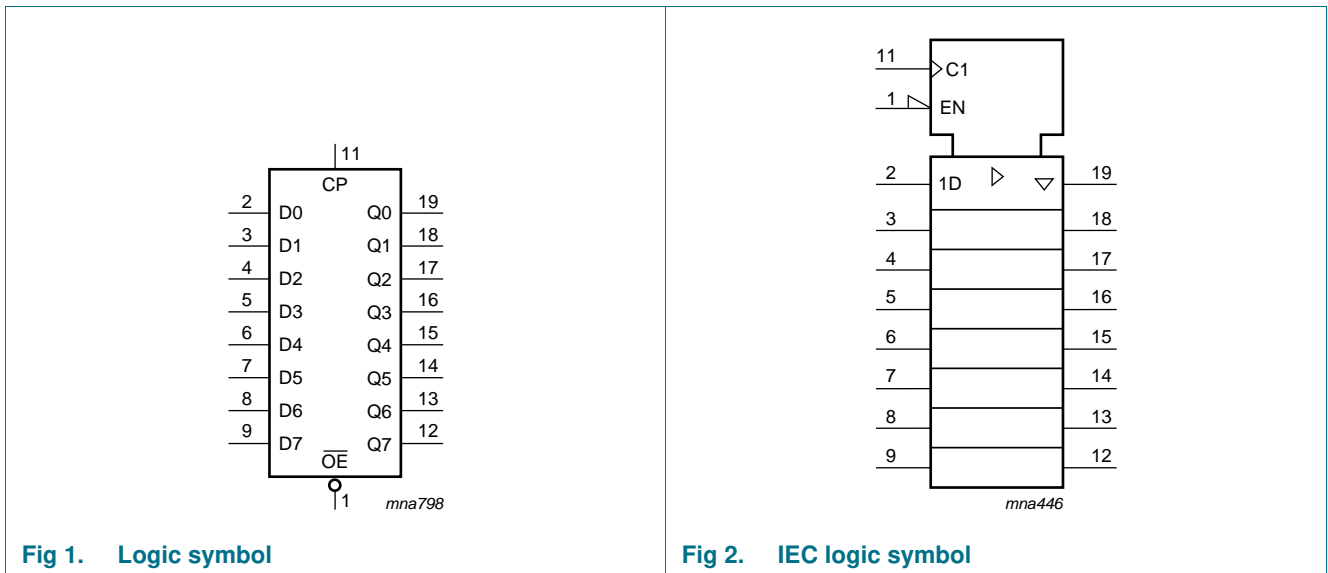 11
CP
2 D0 Q0 19
3 D1 Q1 18
4 D2 Q2 17
5 D3 Q3 16
6 D4 Q4 15
7 D5 Q5 14
8 D6 Q6 13
9 D7 Q7 12
OE
1 mna798
Fig 1. Logic symbol
11 C1
1 EN
2 1D 19
3 18
4 17
5 16
6 15
7 14
8 13
9 12
mna446
Fig 2. IEC logic symbol